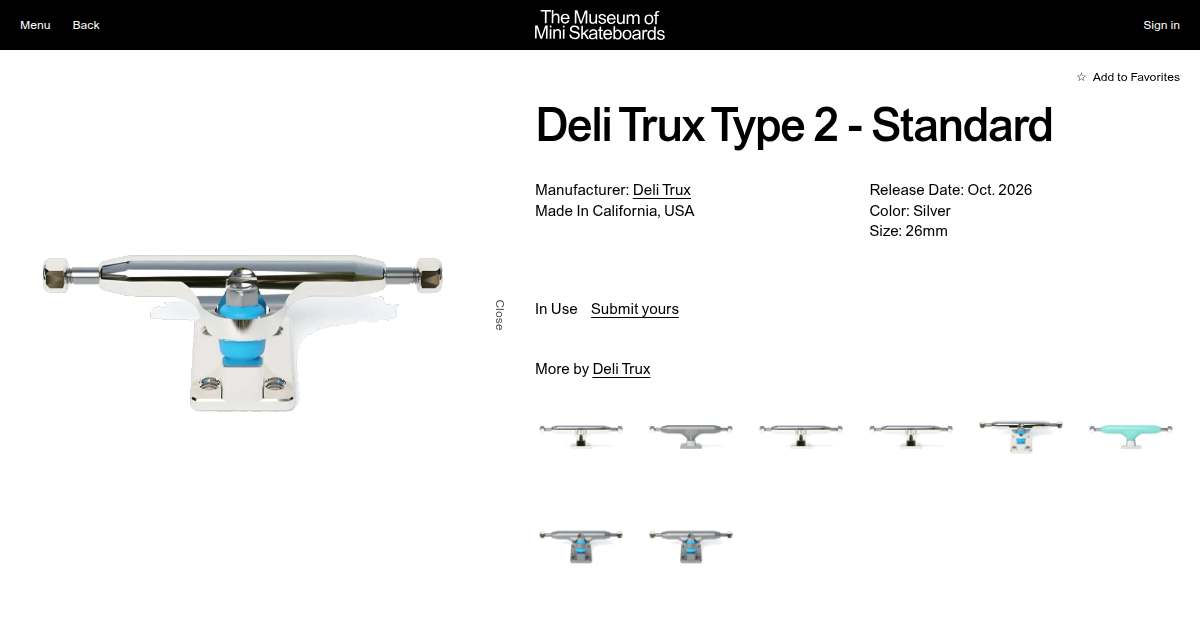 Menu
Back
The Museum of
Mini Skateboards
Sign in
☆ Add to Favorites
Deli Trux Type 2 - Standard
Manufacturer: Deli Trux
Made In California, USA
Release Date: Oct. 2026
Color: Silver
Size: 26mm
Close
In Use Submit yours
More by Deli Trux